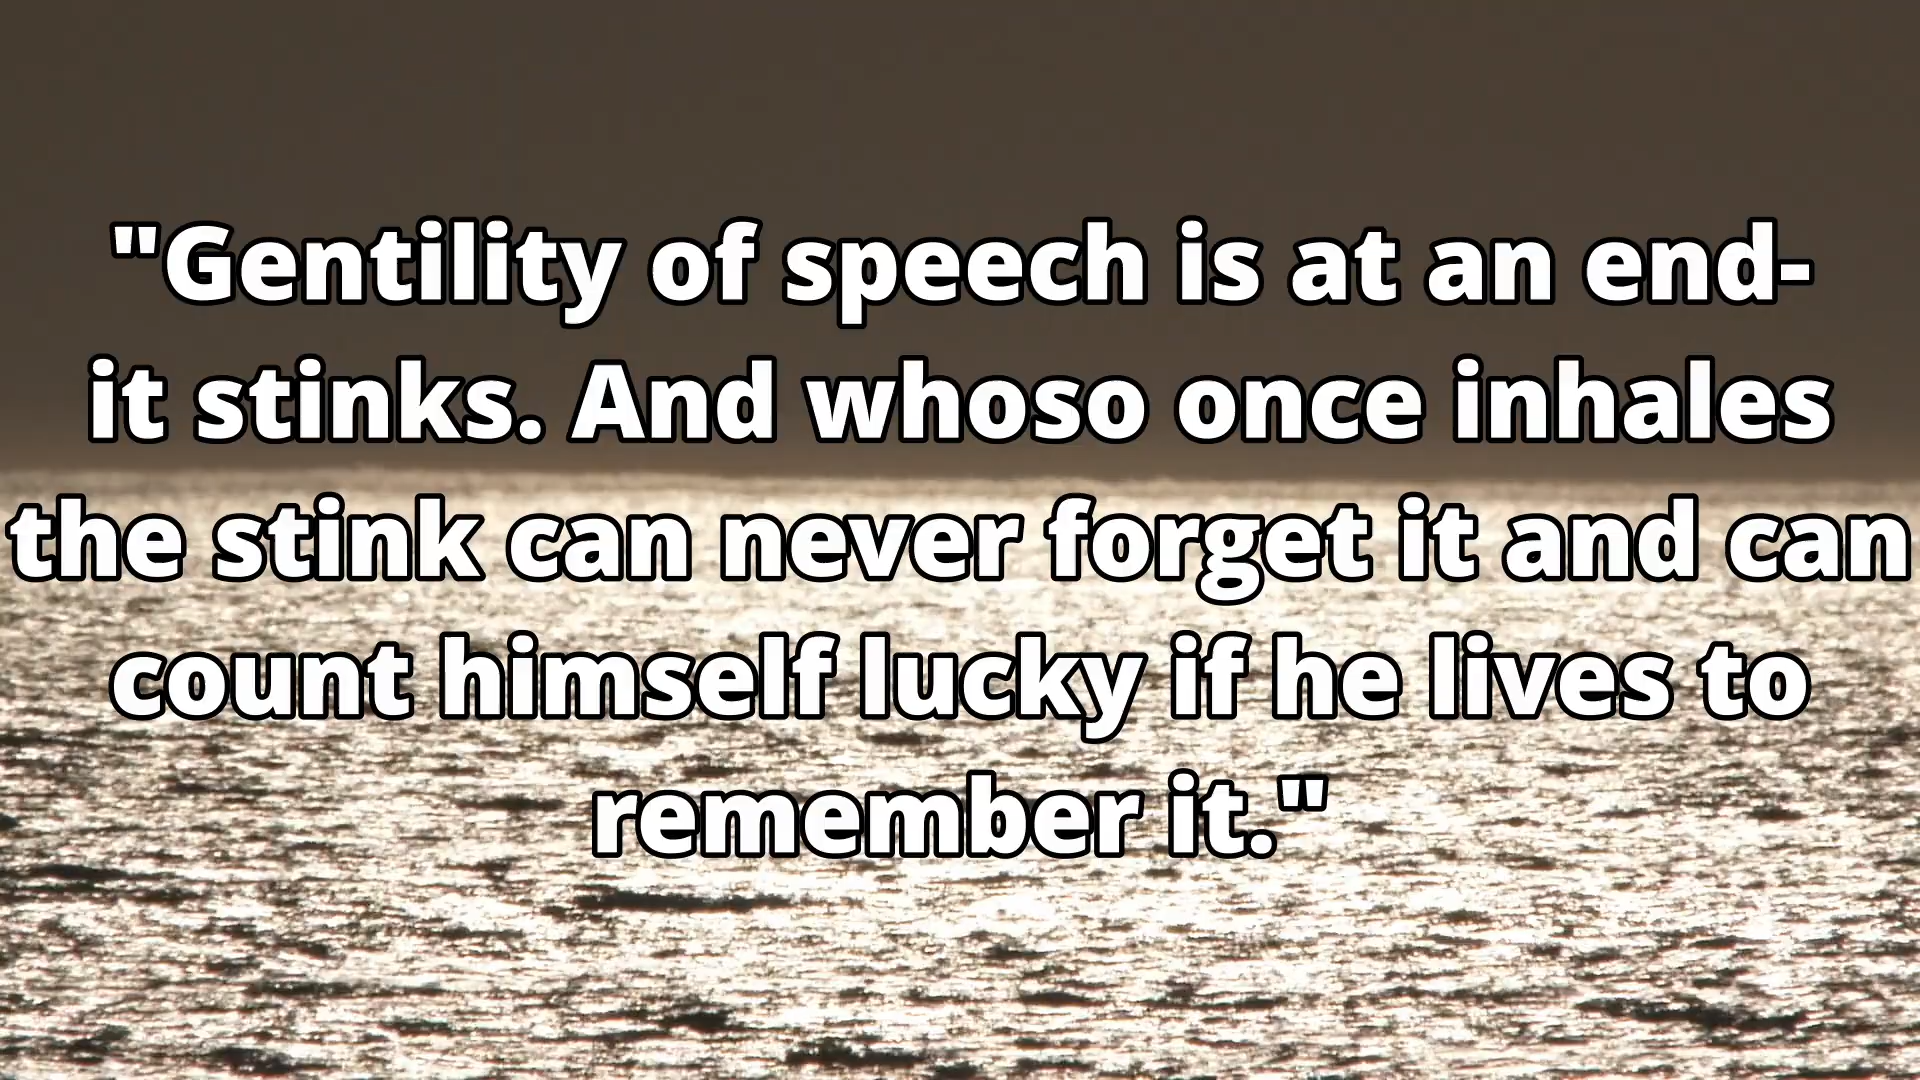 "Gentility of speech is at an end-
it stinks. And whoso once inhales
the stink can never forget it and can
count himself lucky if he lives to
remember it."